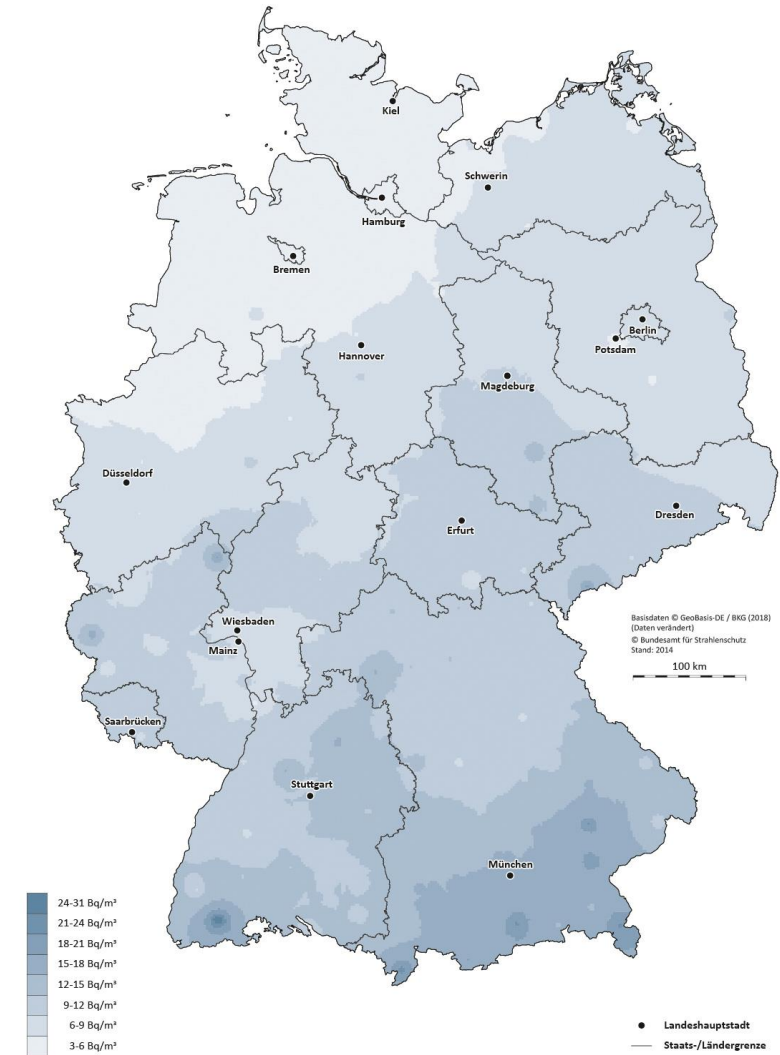 Kiel
Schwerin
Hamburg
Bremen
Berlin
Potsdam
Hannover
Magdeburg
Düsseldorf
Dresden
Erfurt
Wiesbaden
Mainz
Basisdaten © GeoBasis-DE / BKG (2018)
(Daten verändert)
© Bundesamt für Strahlenschutz
Stand: 2014
100 km
Saarbrücken
Stuttgart
München
24-31 Bq/m³
21-24 Bq/m³
18-21 Bq/m³
15-18 Bq/m³
12-15 Bq/m³
9-12 Bq/m³
6-9 Bq/m³
3-6 Bq/m³
Landeshauptstadt
Staats-/Ländergrenze